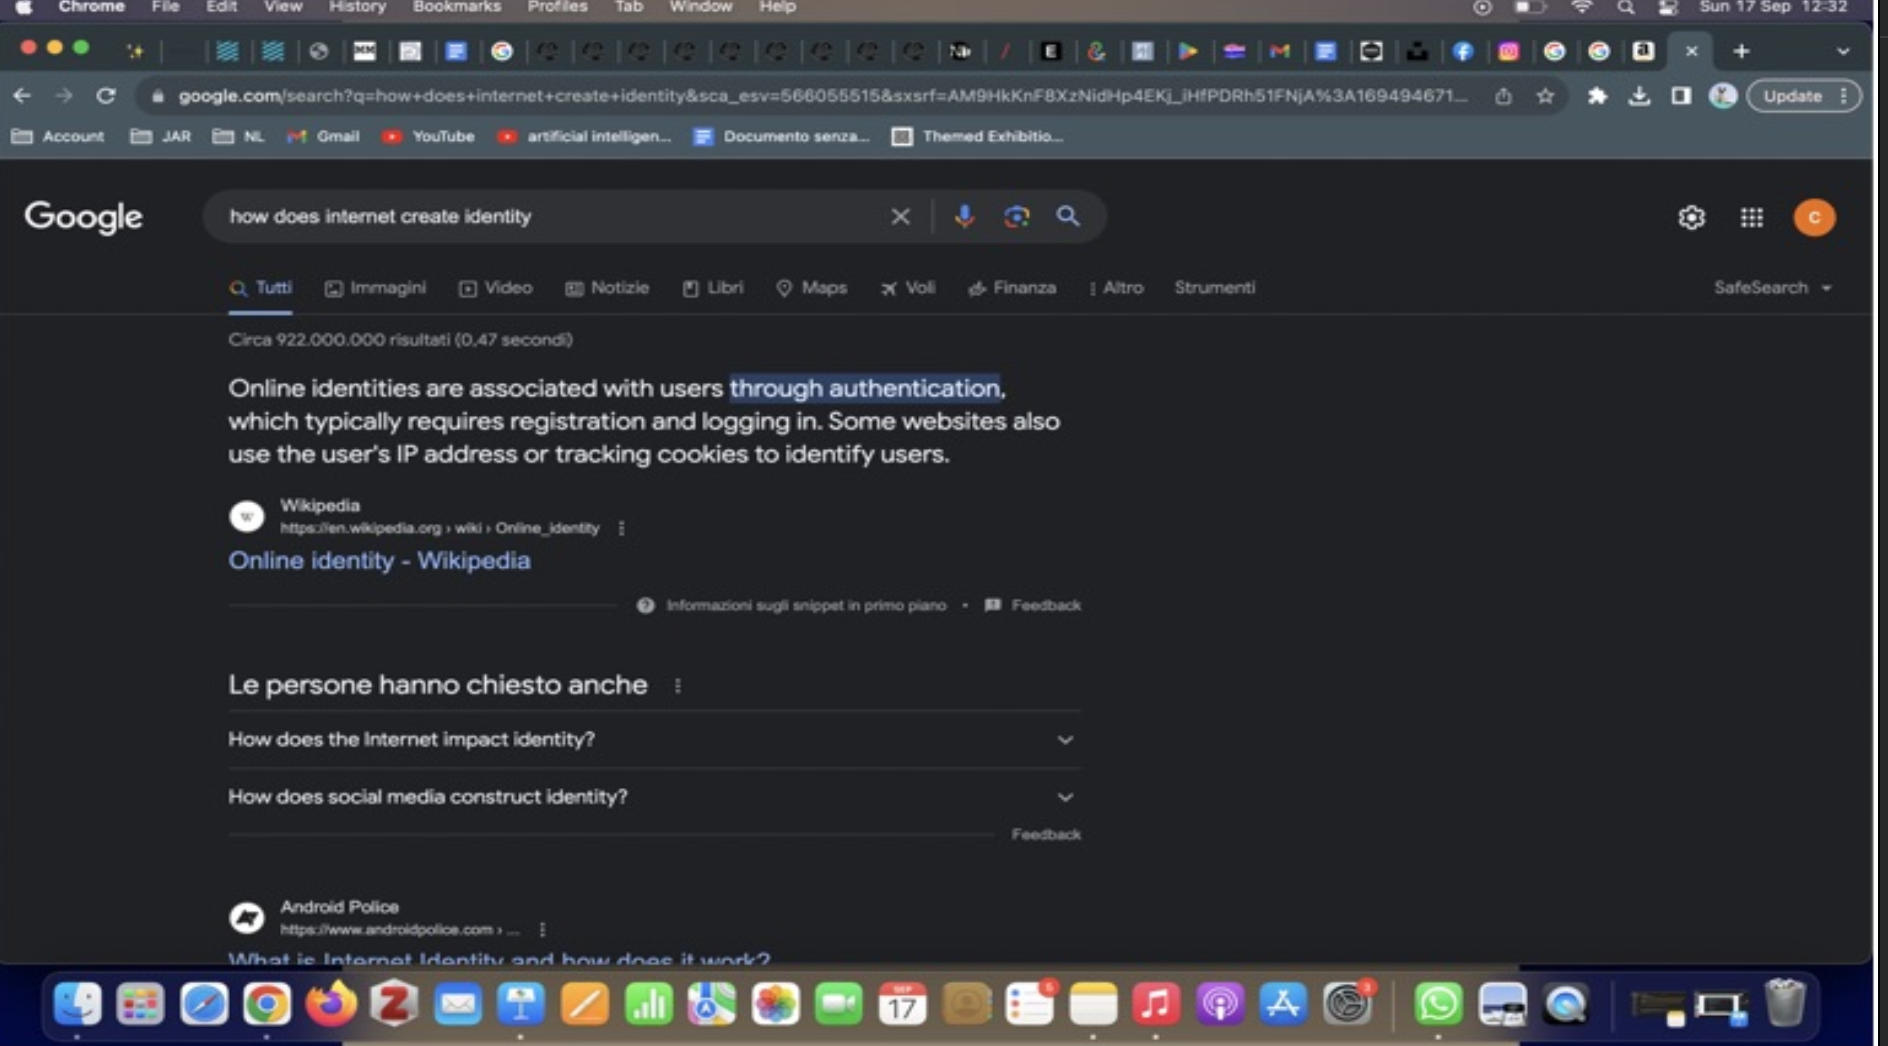 Chrome File Edit View History Bookmarks Profiles Tab Window Help Sun 17 Sep 12:32
google.com/search?q=how+does+internet+create+identity&sca_esv=566055515&sxsrf=AM9HkKnF8XzNidHp4EKj_iHfPDRh51FNjA%3A169494671... Update
Account JAR NL Gmail YouTube artificial intelligen... Documento senza... Themed Exhibitio...
Google how does internet create identity C
Tutti Immagini Video Notizie Libri Maps Voli Finanza Altro Strumenti SafeSearch
Circa 922.000.000 risultati (0,47 secondi)
Online identities are associated with users through authentication,
which typically requires registration and logging in. Some websites also
use the user's IP address or tracking cookies to identify users.
Wikipedia
https://en.wikipedia.org › wiki › Online_identity
Online identity - Wikipedia
Informazioni sugli snippet in primo piano • Feedback
Le persone hanno chiesto anche
How does the Internet impact identity?
How does social media construct identity?
Feedback
Android Police
https://www.androidpolice.com › ...
What is Internet Identity and how does it work?
SEP
17